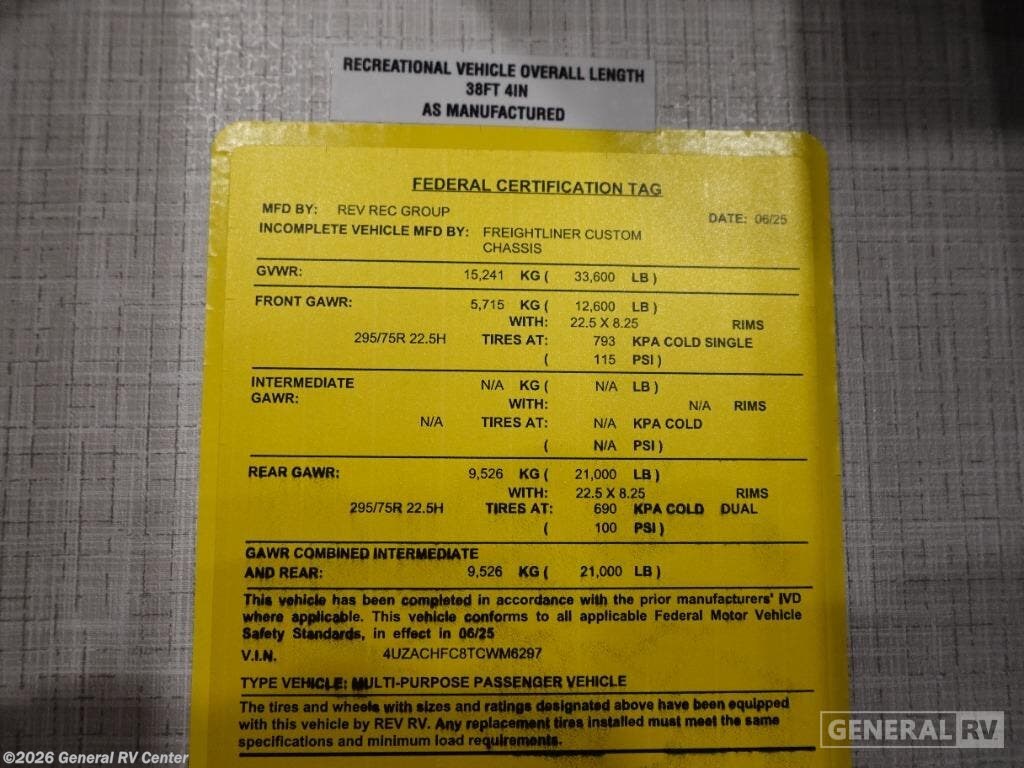 RECREATIONAL VEHICLE OVERALL LENGTH
38FT 4IN
AS MANUFACTURED
FEDERAL CERTIFICATION TAG
MFD BY: REV REC GROUP
DATE: 06/25
INCOMPLETE VEHICLE MFD BY: FREIGHTLINER CUSTOM
CHASSIS
GVWR: 15,241 KG ( 33,600 LB )
FRONT GAWR: 5,715 KG ( 12,600 LB )
WITH: 22.5 X 8.25 RIMS
295/75R 22.5H TIRES AT: 793 KPA COLD SINGLE
( 115 PSI )
INTERMEDIATE N/A KG ( N/A LB )
GAWR: WITH: N/A RIMS
N/A TIRES AT: N/A KPA COLD
( N/A PSI )
REAR GAWR: 9,526 KG ( 21,000 LB )
WITH: 22.5 X 8.25 RIMS
295/75R 22.5H TIRES AT: 690 KPA COLD DUAL
( 100 PSI )
GAWR COMBINED INTERMEDIATE
AND REAR: 9,526 KG ( 21,000 LB )
This vehicle has been completed in accordance with the prior manufacturers' IVD
where applicable. This vehicle conforms to all applicable Federal Motor Vehicle
Safety Standards, in effect in 06/25
V.I.N. 4UZACHFC8TCWM6297
TYPE VEHICLE: MULTI-PURPOSE PASSENGER VEHICLE
The tires and wheels with sizes and ratings designated above have been equipped
with this vehicle by REV RV. Any replacement tires installed must meet the same
specifications and minimum load requirements.
GENERAL RV
©2026 General RV Center